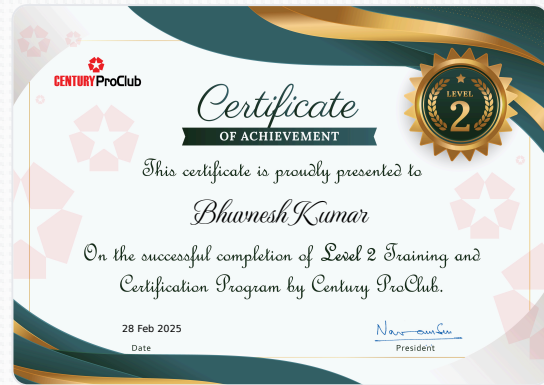 CENTURY ProClub
Certificate
OF ACHIEVEMENT
LEVEL
2
This certificate is proudly presented to
Bhuvnesh Kumar
On the successful completion of Level 2 Training and
Certification Program by Century ProClub.
28 Feb 2025
Date
President